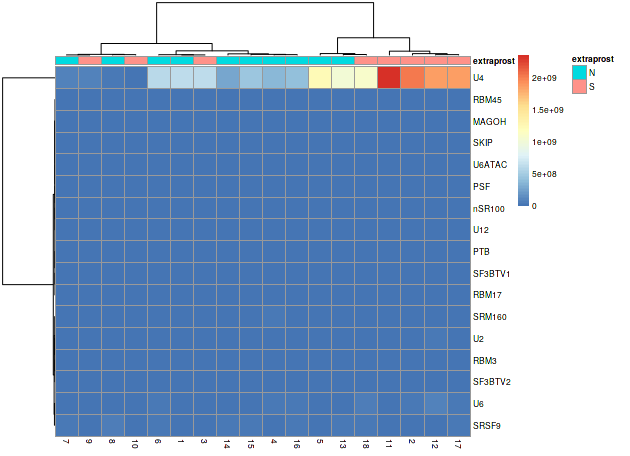 extraprost
U4
RBM45
MAGOH
SKIP
U6ATAC
PSF
nSR100
U12
PTB
SF3BTV1
RBM17
SRM160
U2
RBM3
SF3BTV2
U6
SRSF9
7 9 8 10 6 1 3 14 15 4 16 5 13 18 11 2 12 17
2e+09
1.5e+09
1e+09
5e+08
0
extraprost
N
S